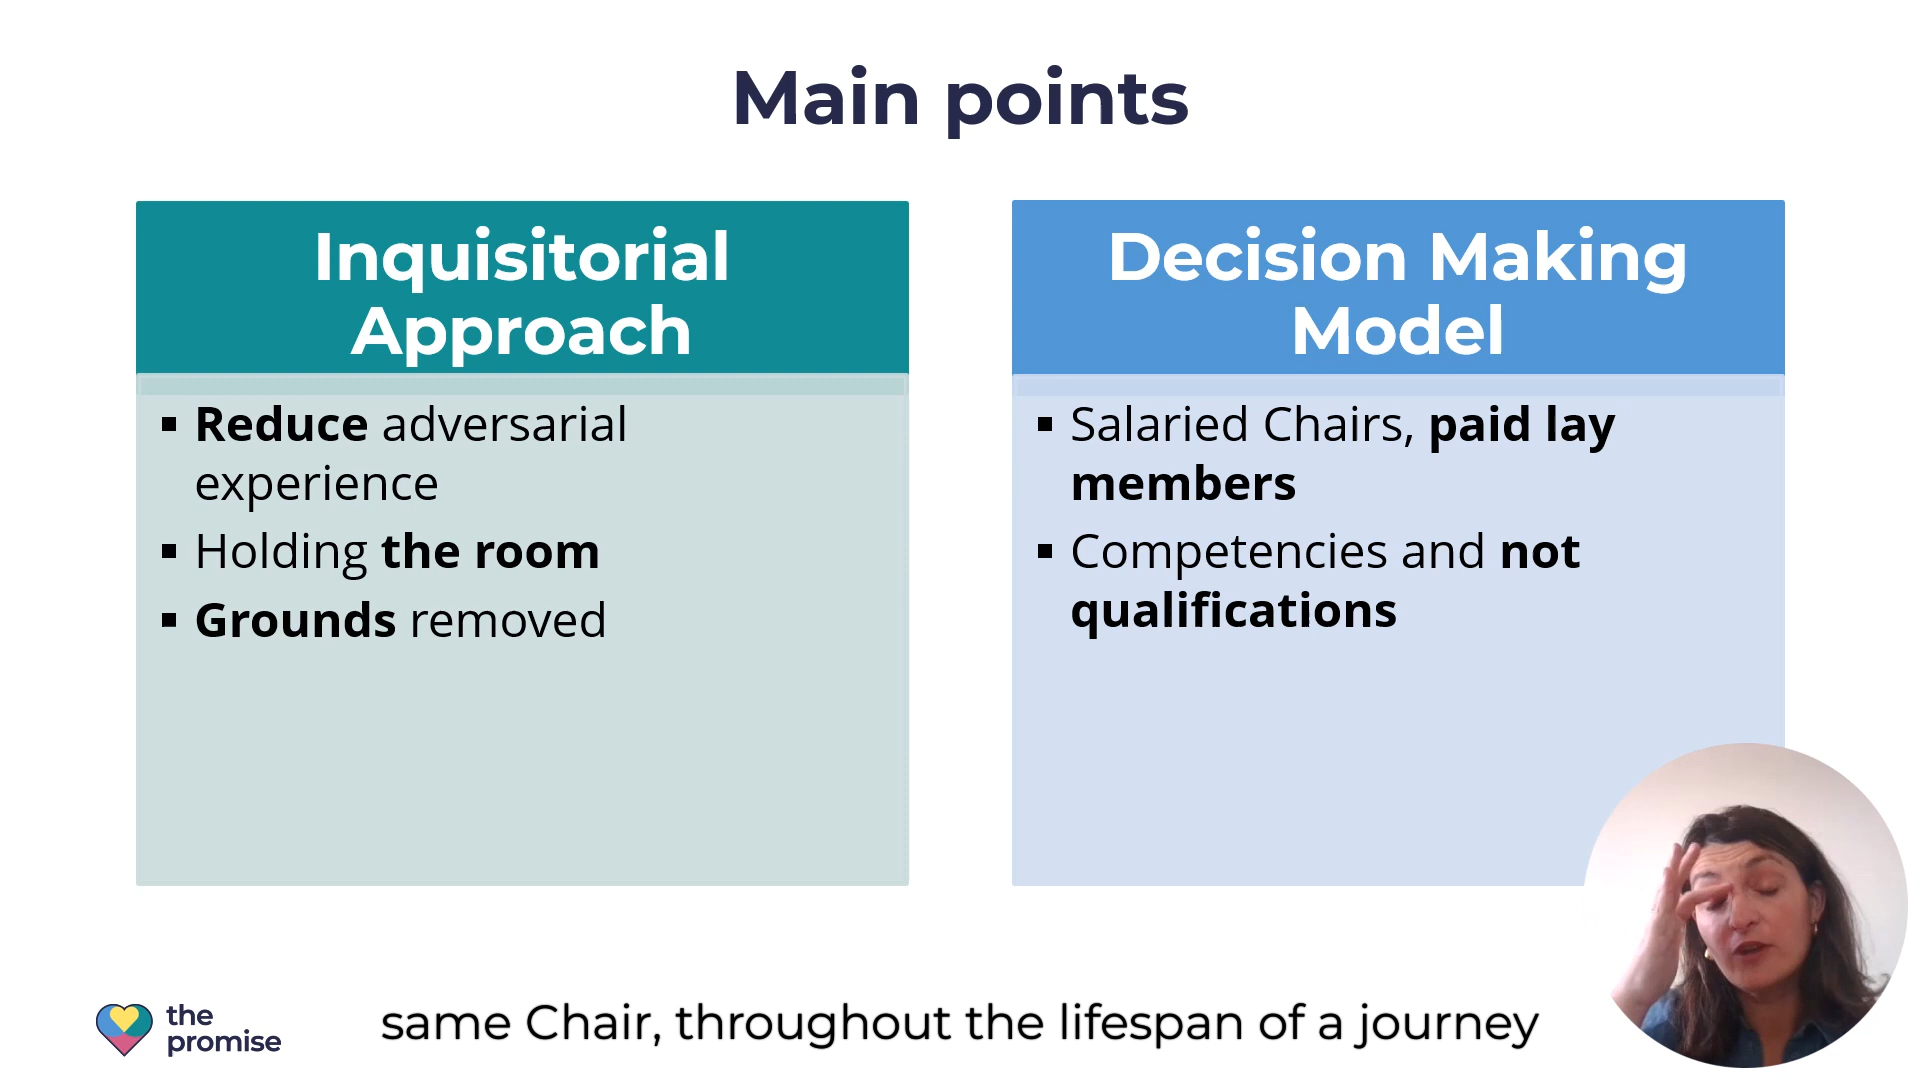 Main points
Inquisitorial
Approach
▪ Reduce adversarial
experience
▪ Holding the room
▪ Grounds removed
Decision Making
Model
▪ Salaried Chairs, paid lay
members
▪ Competencies and not
qualifications
the
promise
same Chair, throughout the lifespan of a journey